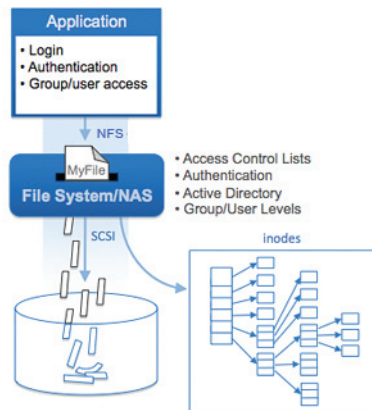 Application
• Login
• Authentication
• Group/user access
NFS
MyFile
File System/NAS
• Access Control Lists
• Authentication
• Active Directory
• Group/User Levels
SCSI
inodes